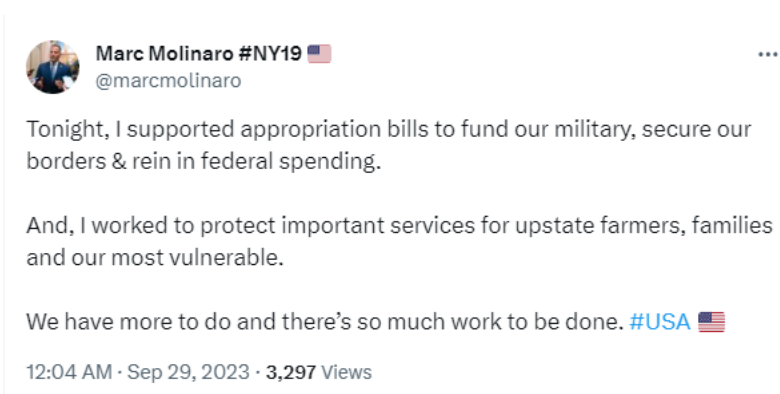 Marc Molinaro #NY19 🇺🇸
@marcmolinaro
Tonight, I supported appropriation bills to fund our military, secure our
borders & rein in federal spending.
And, I worked to protect important services for upstate farmers, families
and our most vulnerable.
We have more to do and there’s so much work to be done. #USA 🇺🇸
12:04 AM · Sep 29, 2023 · 3,297 Views